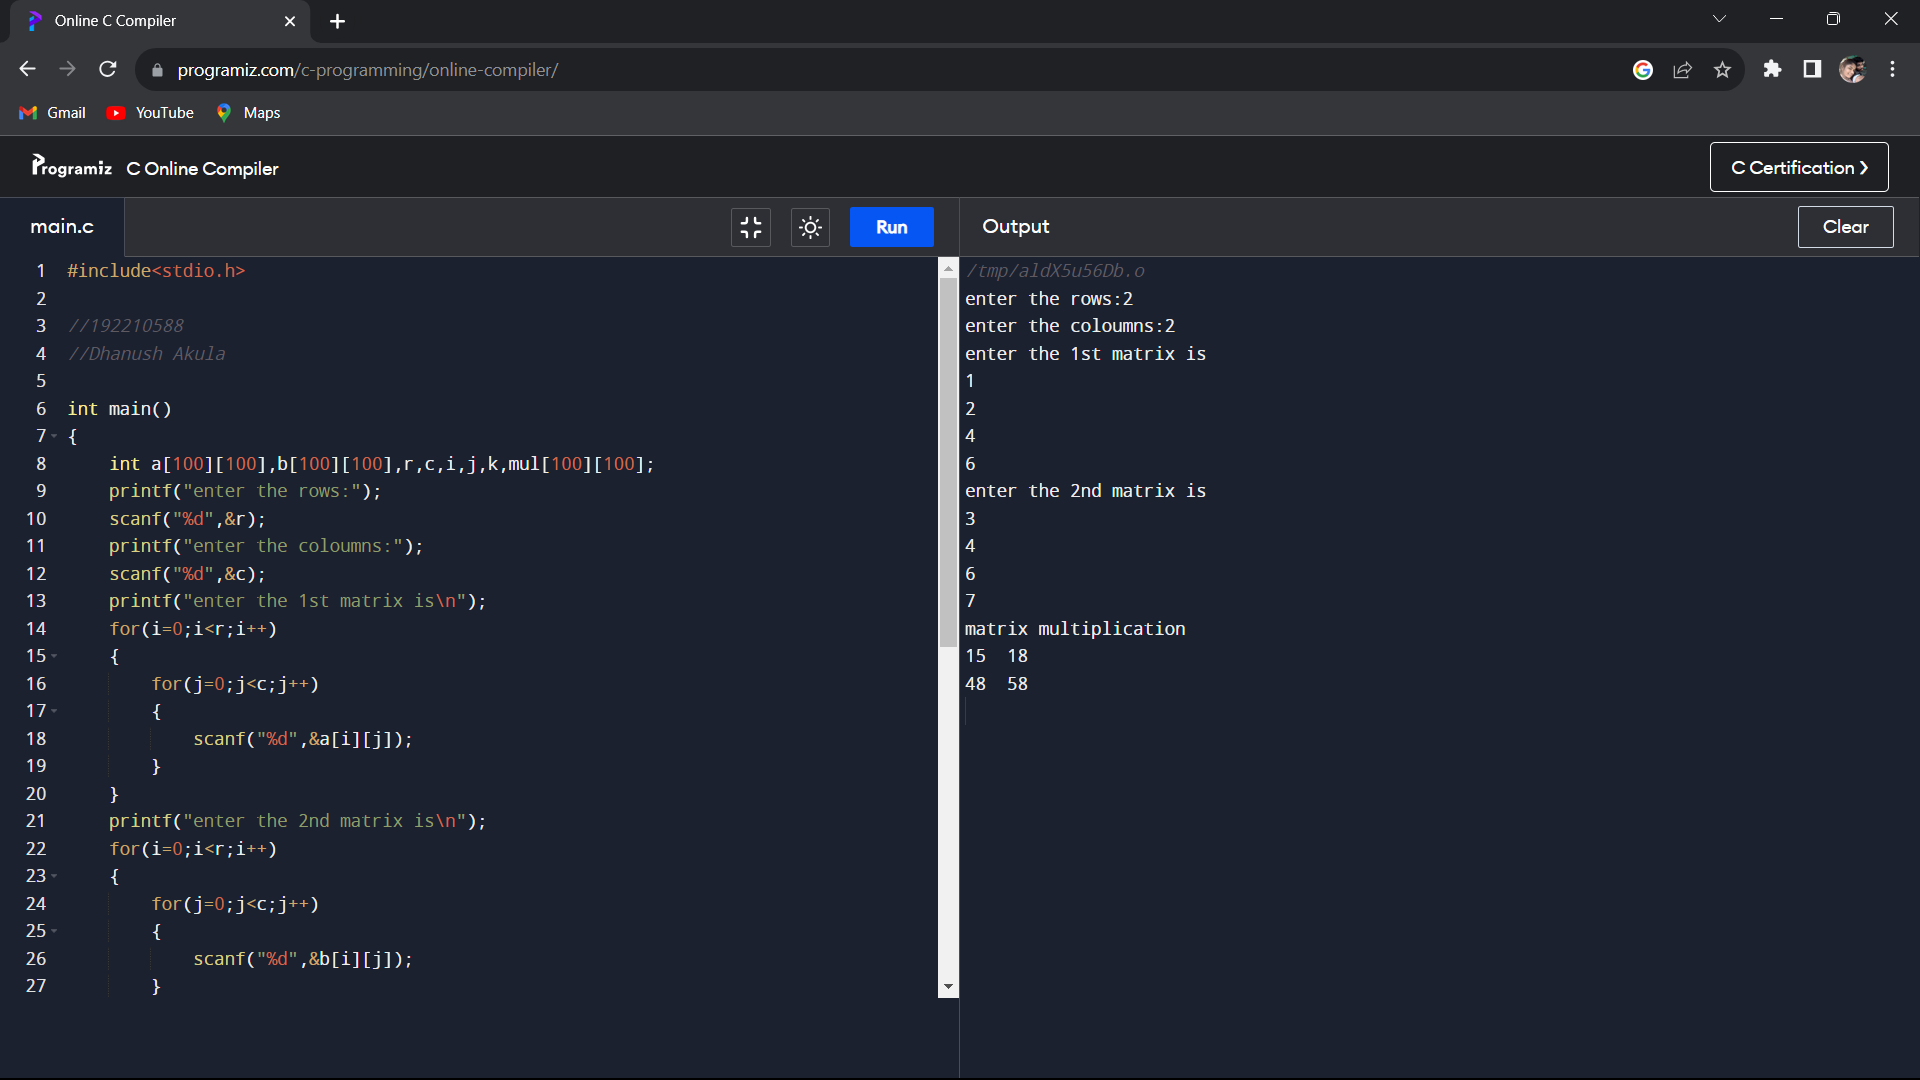 Online C Compiler
programiz.com/c-programming/online-compiler/
Gmail YouTube Maps
Programiz C Online Compiler
C Certification
main.c
Run
Output
Clear
1 #include<stdio.h>
2
3 //192210588
4 //Dhanush Akula
5
6 int main()
7 {
8 int a[100][100],b[100][100],r,c,i,j,k,mul[100][100];
9 printf("enter the rows:");
10 scanf("%d",&r);
11 printf("enter the coloumns:");
12 scanf("%d",&c);
13 printf("enter the 1st matrix is\n");
14 for(i=0;i<r;i++)
15 {
16 for(j=0;j<c;j++)
17 {
18 scanf("%d",&a[i][j]);
19 }
20 }
21 printf("enter the 2nd matrix is\n");
22 for(i=0;i<r;i++)
23 {
24 for(j=0;j<c;j++)
25 {
26 scanf("%d",&b[i][j]);
27 }
/tmp/aldX5u56Db.o
enter the rows:2
enter the coloumns:2
enter the 1st matrix is
1
2
4
6
enter the 2nd matrix is
3
4
6
7
matrix multiplication
15 18
48 58